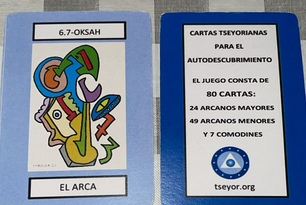 6.7-OKSAH
EL ARCA
CARTAS TSEYORIANAS
PARA EL
AUTODESCUBRIMIENTO
EL JUEGO CONSTA DE
80 CARTAS:
24 ARCANOS MAYORES
49 ARCANOS MENORES
Y 7 COMODINES
tseyor.org